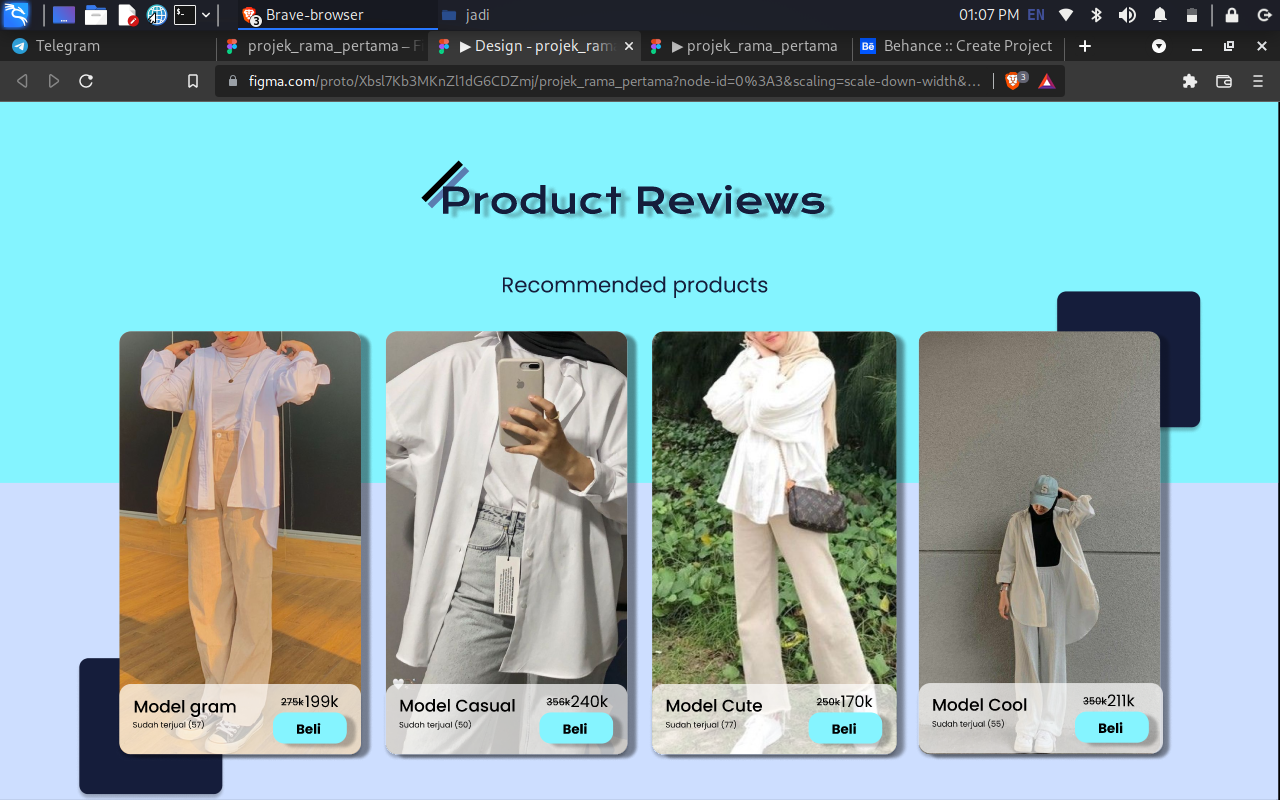 Brave-browser
jadi
01:07 PM EN
Telegram
projek_rama_pertama – F
▶ Design - projek_ram
▶ projek_rama_pertama
Bē Behance :: Create Project
figma.com/proto/Xbsl7Kb3MKnZl1dG6CDZmj/projek_rama_pertama?node-id=0%3A3&scaling=scale-down-width&...
3
Product Reviews
Recommended products
Model gram
275k 199k
Sudah terjual (57)
Beli
Model Casual
356k 240k
Sudah terjual (50)
Beli
Model Cute
250k 170k
Sudah terjual (77)
Beli
Model Cool
350k 211k
Sudah terjual (55)
Beli